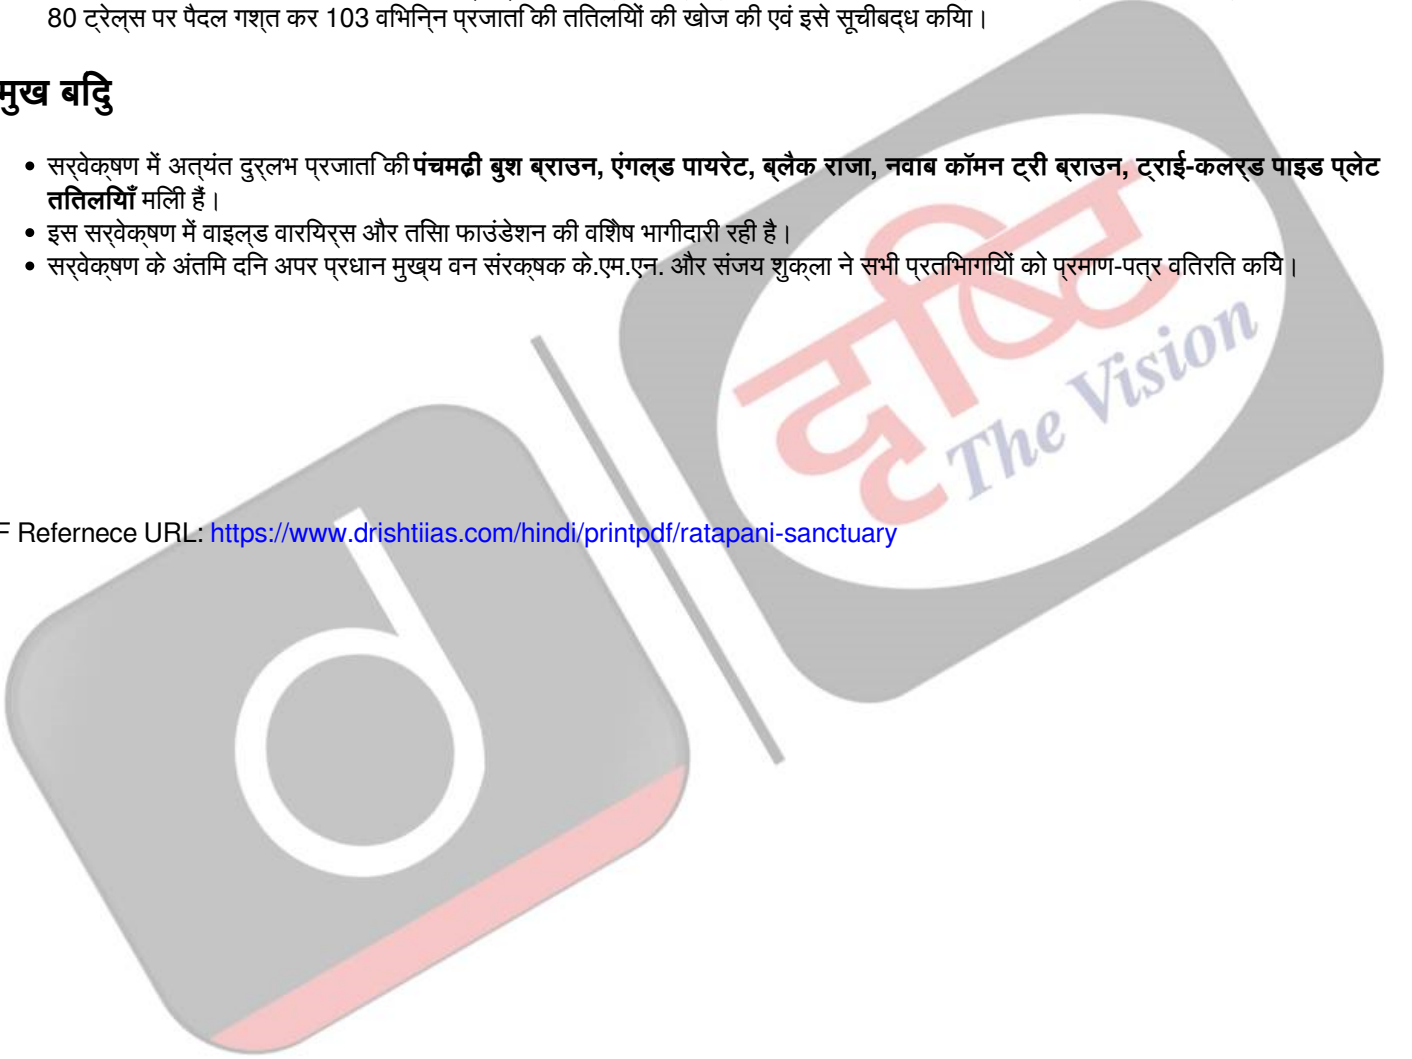 80 ट्रेल्स पर पैदल गश्त कर 103 विभिन्न प्रजाति की तितलियों की खोज की एवं इसे सूचीबद्ध किया।
मुख बिंदु
• सर्वेक्षण में अत्यंत दुर्लभ प्रजाति की पंचमढ़ी बुश ब्राउन, एंगल्ड पायरेट, ब्लैक राजा, नवाब कॉमन ट्री ब्राउन, ट्राई-कलर्ड पाइड प्लेट
तितलियाँ मिली हैं।
• इस सर्वेक्षण में वाइल्ड वारियर्स और तिसा फाउंडेशन की विशेष भागीदारी रही है।
• सर्वेक्षण के अंतिम दिन अपर प्रधान मुख्य वन संरक्षक के.एम.एन. और संजय शुक्ला ने सभी प्रतिभागियों को प्रमाण-पत्र वितरित किये।
दृष्टि
The Vision
F Refernece URL: https://www.drishtiias.com/hindi/printpdf/ratapani-sanctuary
d